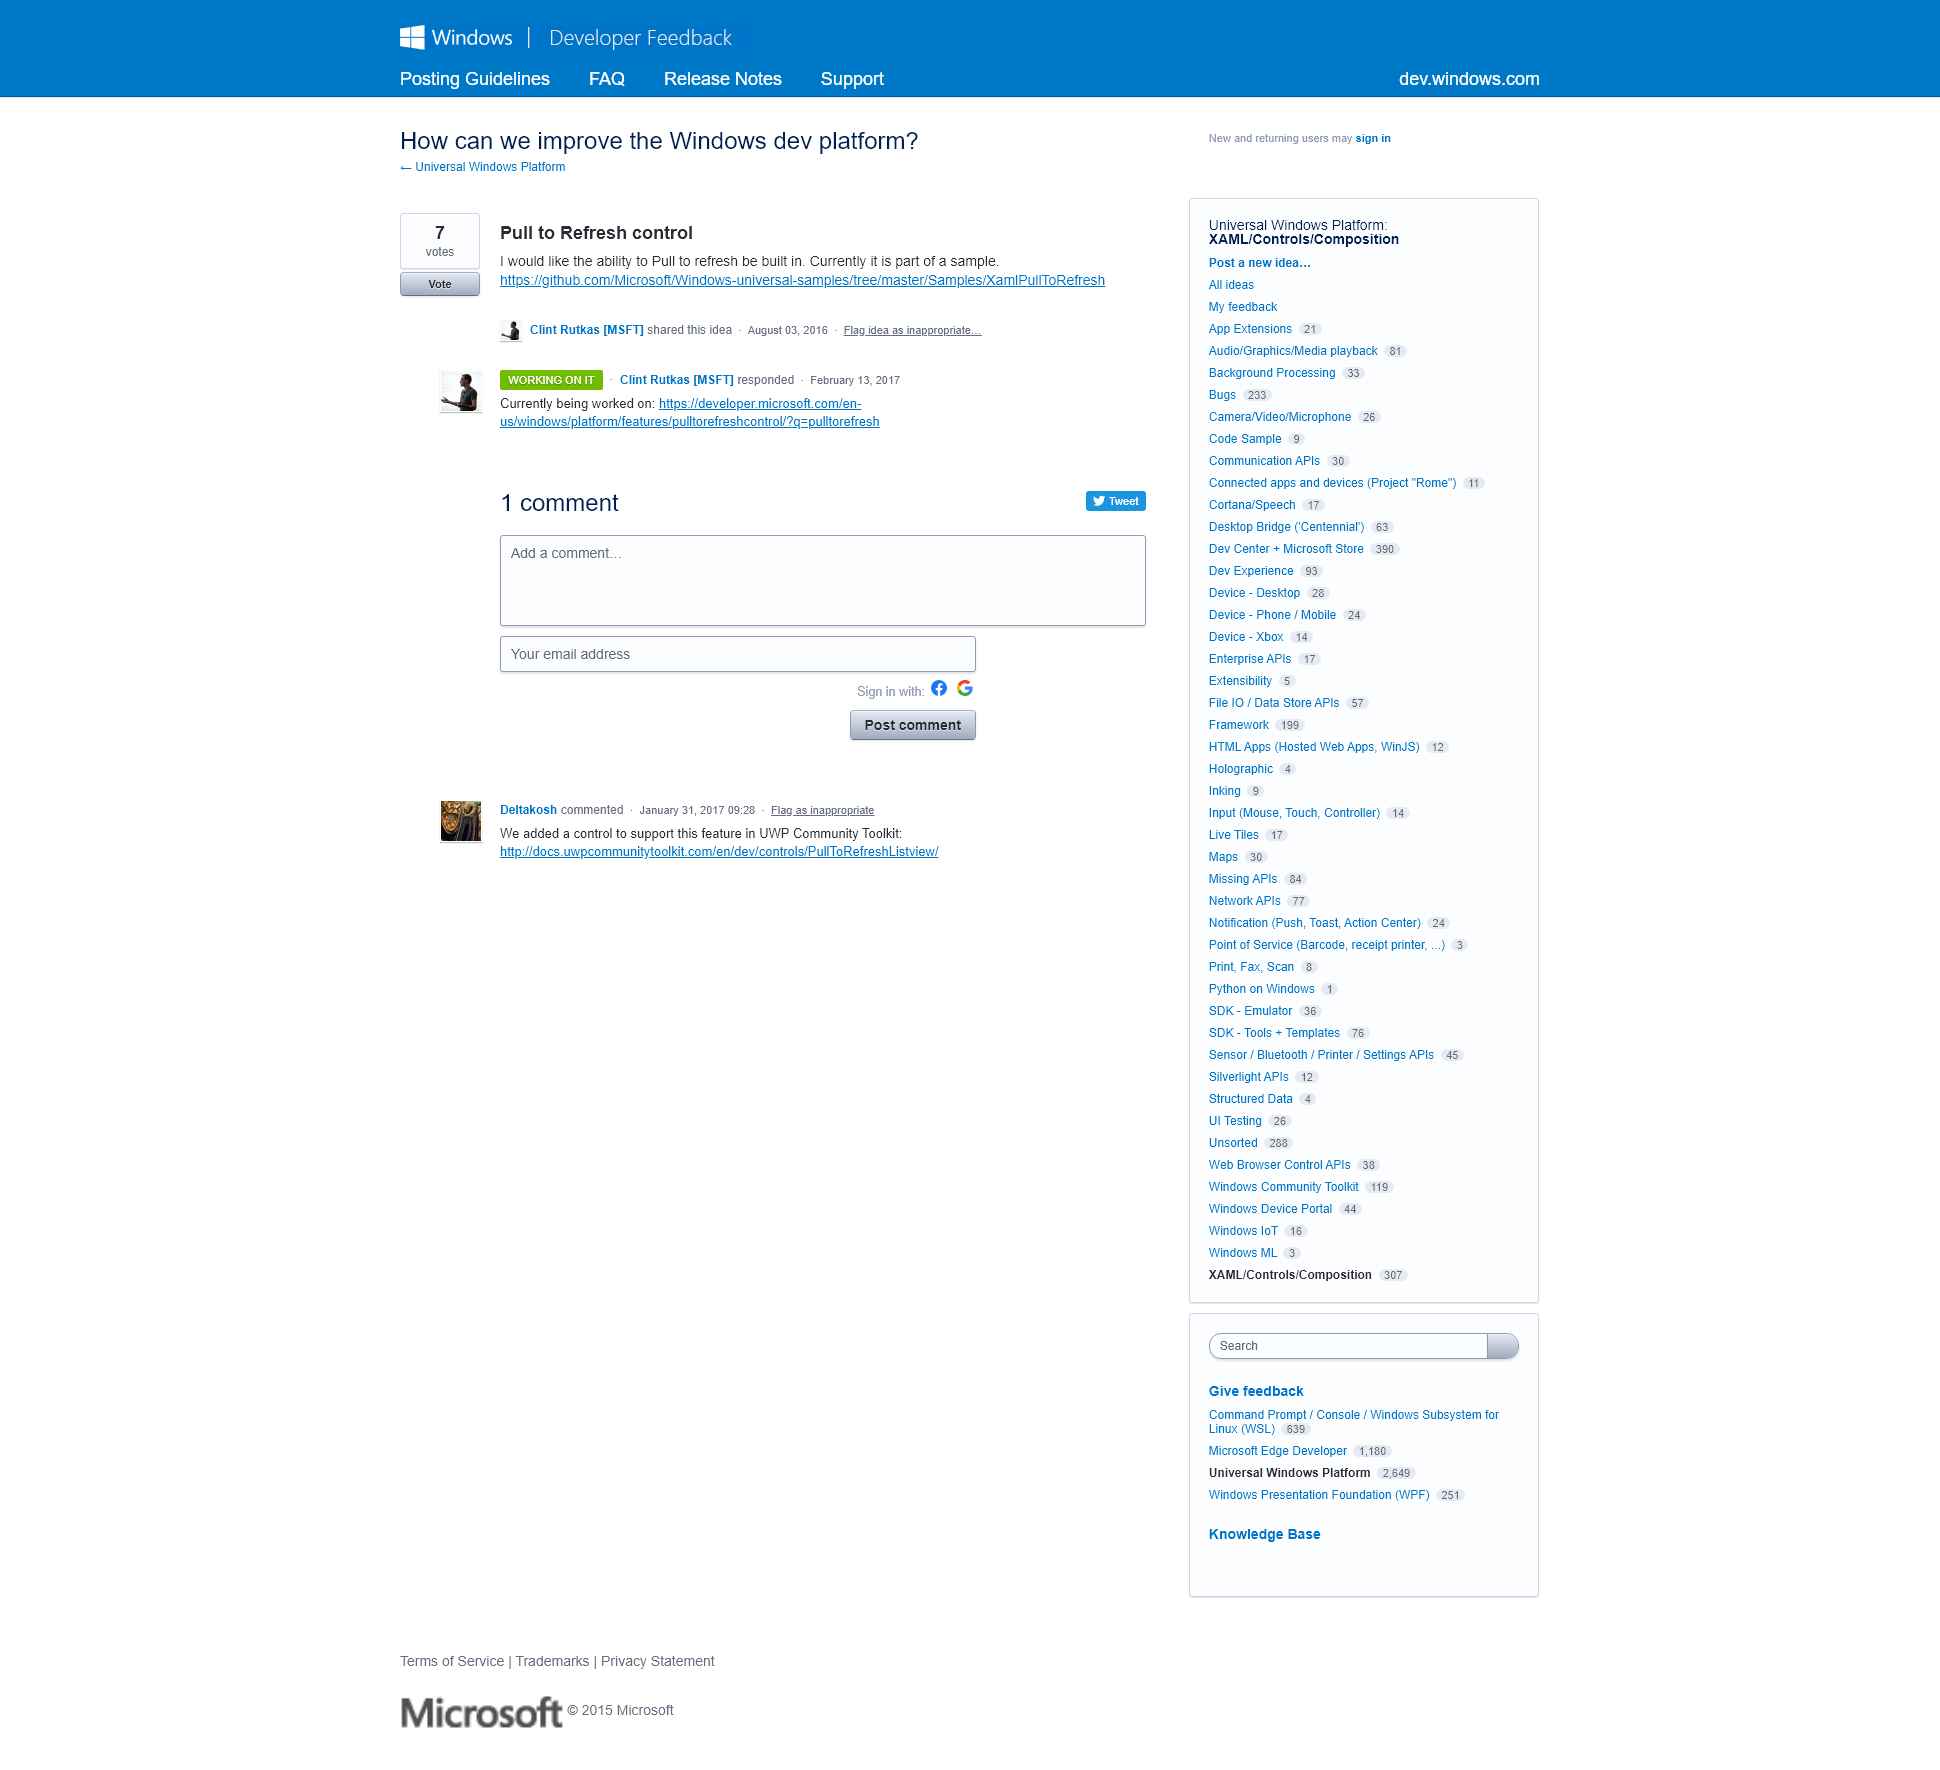 Windows | Developer Feedback
Posting Guidelines FAQ Release Notes Support dev.windows.com
How can we improve the Windows dev platform?
← Universal Windows Platform
New and returning users may sign in
7
votes
Vote
Pull to Refresh control
I would like the ability to Pull to refresh be built in. Currently it is part of a sample.
https://github.com/Microsoft/Windows-universal-samples/tree/master/Samples/XamlPullToRefresh
Clint Rutkas [MSFT] shared this idea · August 03, 2016 · Flag idea as inappropriate…
WORKING ON IT · Clint Rutkas [MSFT] responded · February 13, 2017
Currently being worked on: https://developer.microsoft.com/en-
us/windows/platform/features/pulltorefreshcontrol/?q=pulltorefresh
1 comment
Tweet
Add a comment…
Your email address
Sign in with:
Post comment
Deltakosh commented · January 31, 2017 09:28 · Flag as inappropriate
We added a control to support this feature in UWP Community Toolkit:
http://docs.uwpcommunitytoolkit.com/en/dev/controls/PullToRefreshListview/
Universal Windows Platform:
XAML/Controls/Composition
Post a new idea…
All ideas
My feedback
App Extensions 21
Audio/Graphics/Media playback 81
Background Processing 33
Bugs 233
Camera/Video/Microphone 26
Code Sample 9
Communication APIs 30
Connected apps and devices (Project "Rome") 11
Cortana/Speech 17
Desktop Bridge ('Centennial') 63
Dev Center + Microsoft Store 390
Dev Experience 93
Device - Desktop 28
Device - Phone / Mobile 24
Device - Xbox 14
Enterprise APIs 17
Extensibility 5
File IO / Data Store APIs 57
Framework 199
HTML Apps (Hosted Web Apps, WinJS) 12
Holographic 4
Inking 9
Input (Mouse, Touch, Controller) 14
Live Tiles 17
Maps 30
Missing APIs 84
Network APIs 77
Notification (Push, Toast, Action Center) 24
Point of Service (Barcode, receipt printer, ...) 3
Print, Fax, Scan 8
Python on Windows 1
SDK - Emulator 36
SDK - Tools + Templates 76
Sensor / Bluetooth / Printer / Settings APIs 45
Silverlight APIs 12
Structured Data 4
UI Testing 26
Unsorted 288
Web Browser Control APIs 38
Windows Community Toolkit 119
Windows Device Portal 44
Windows IoT 16
Windows ML 3
XAML/Controls/Composition 307
Search
Give feedback
Command Prompt / Console / Windows Subsystem for
Linux (WSL) 639
Microsoft Edge Developer 1,180
Universal Windows Platform 2,649
Windows Presentation Foundation (WPF) 251
Knowledge Base
Terms of Service | Trademarks | Privacy Statement
Microsoft © 2015 Microsoft